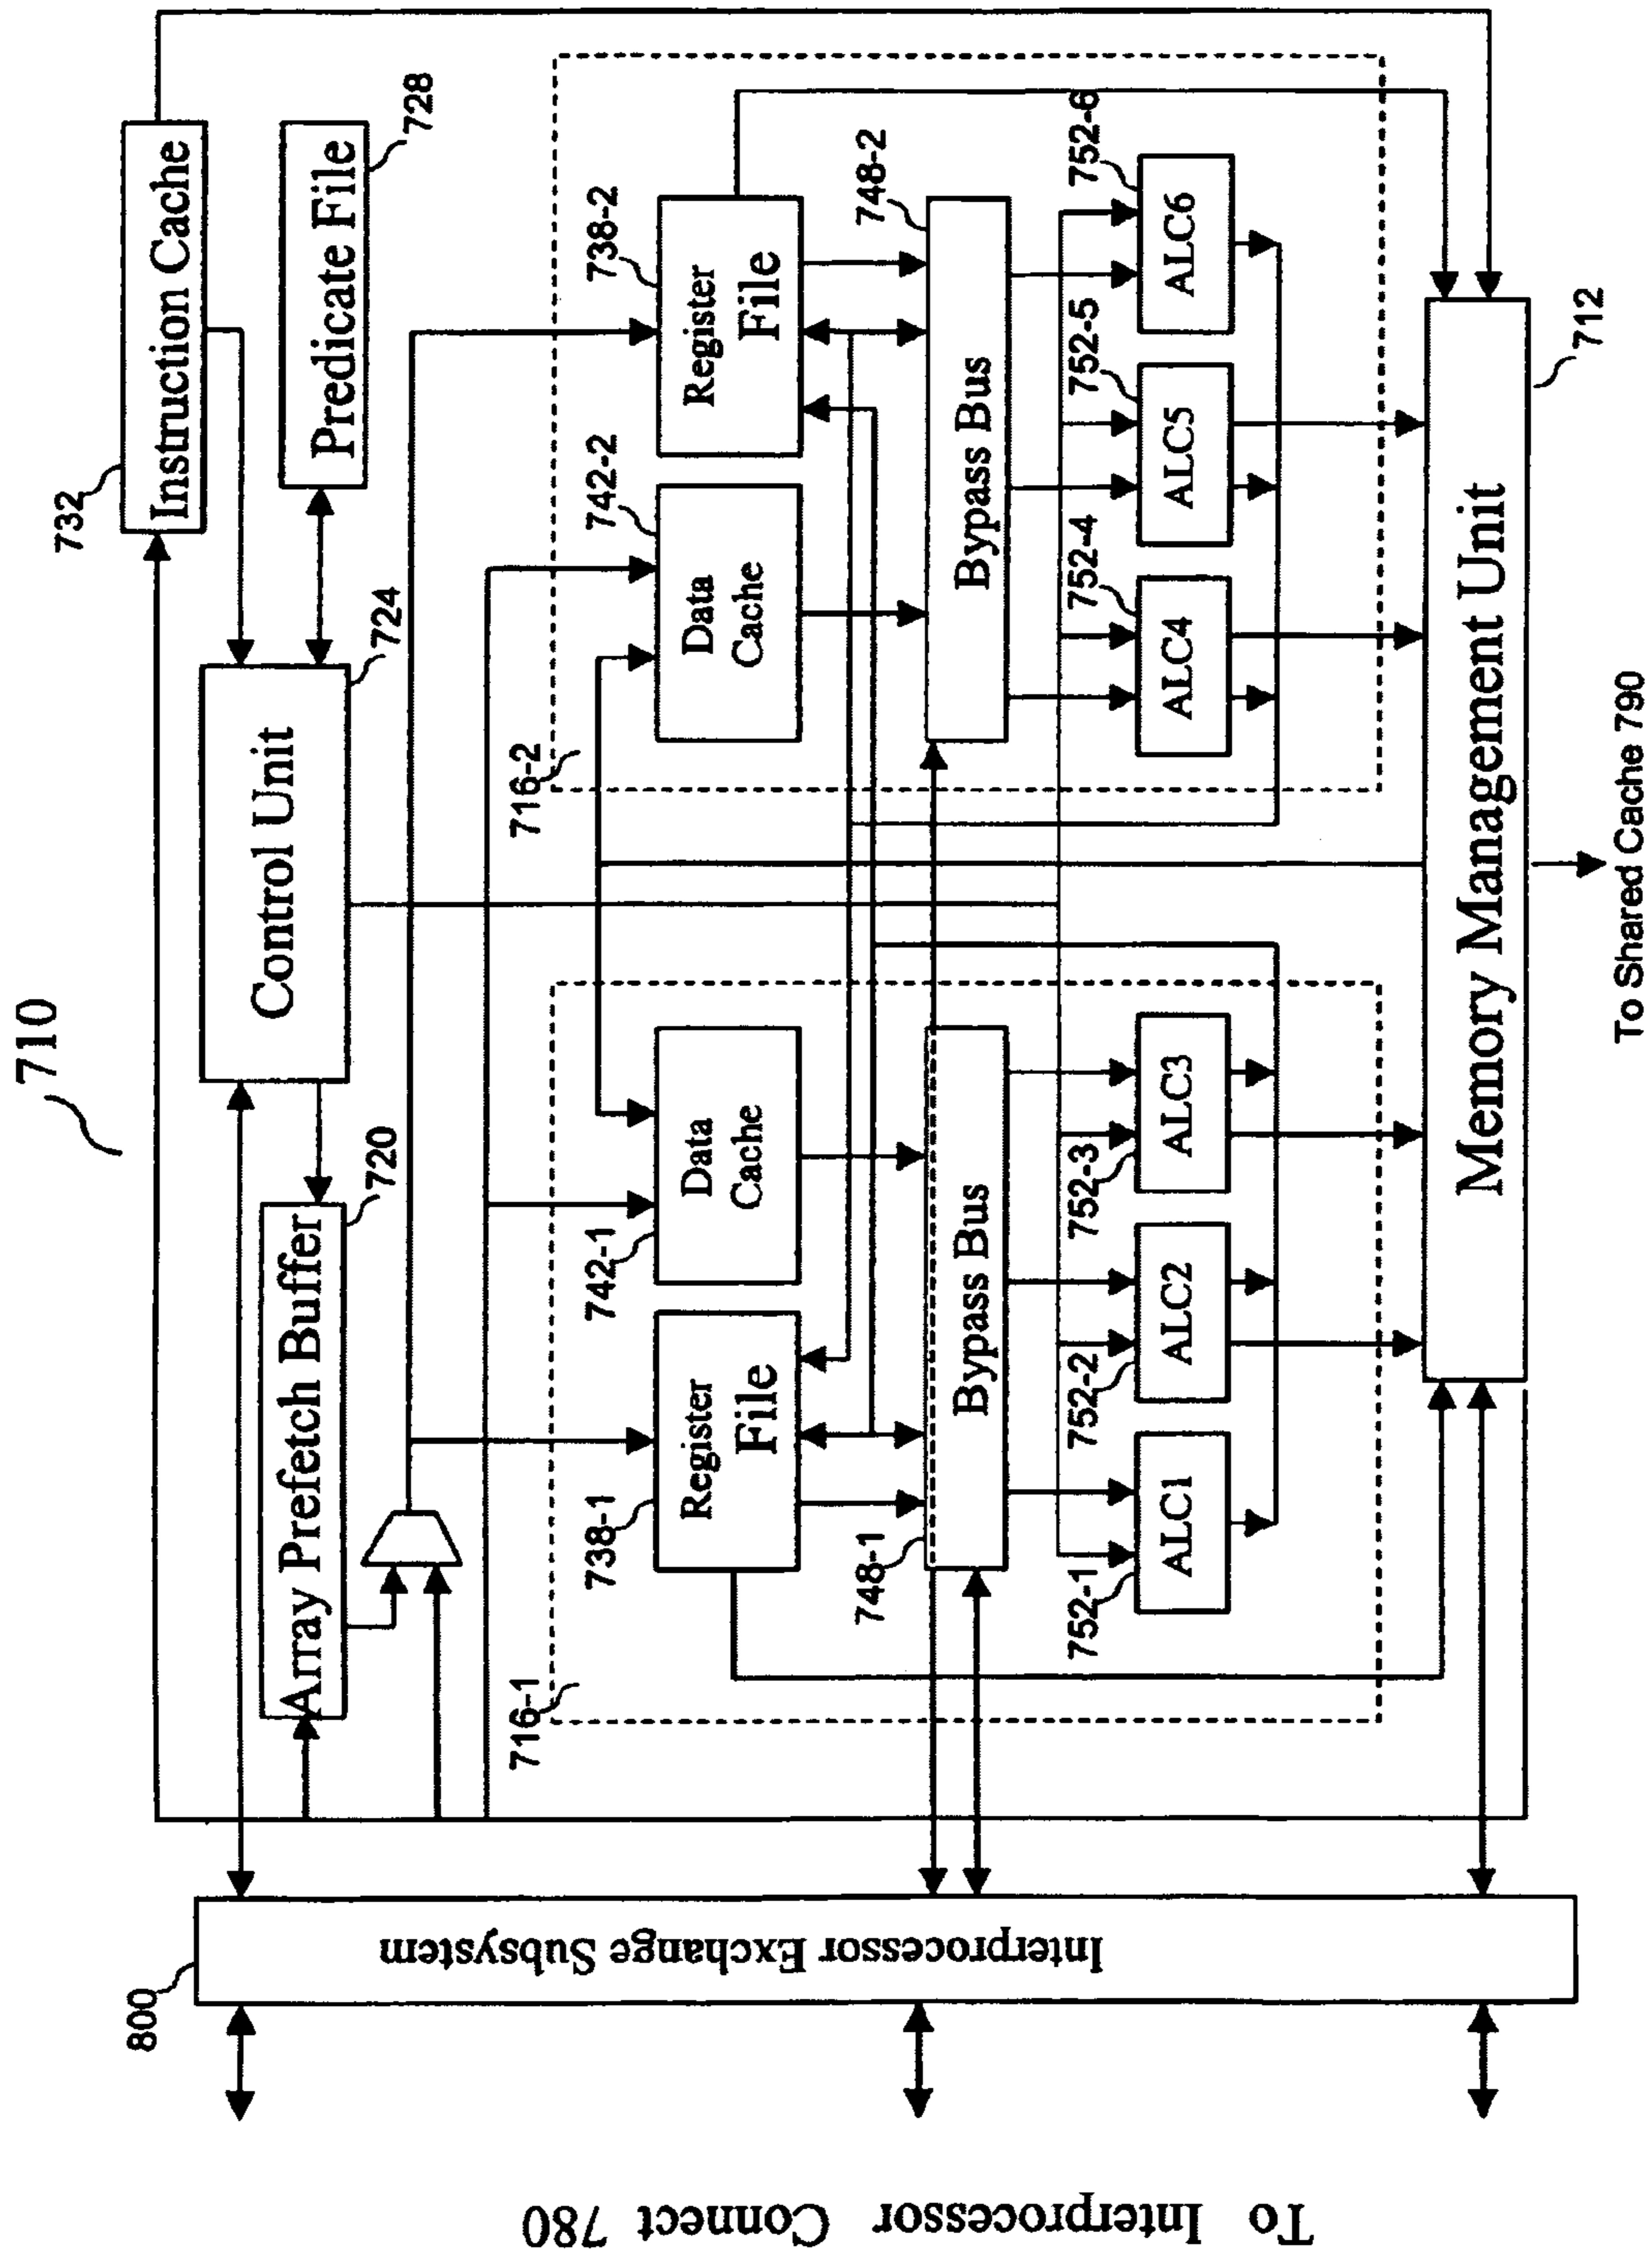 710
732
Instruction Cache
Predicate File
728
Control Unit
724
Array Prefetch Buffer
720
716-1
716-2
738-1
Register
File
742-1
Data
Cache
742-2
Data
Cache
738-2
Register
File
748-1
Bypass Bus
748-2
Bypass Bus
752-1
ALC1
752-2
ALC2
752-3
ALC3
752-4
ALC4
752-5
ALC5
752-6
ALC6
Memory Management Unit
712
To Shared Cache 790
800
Interprocessor Exchange Subsystem
To Interprocessor
Connect 780